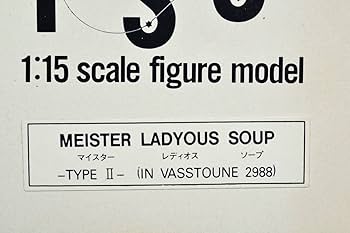 1:15 scale figure model
MEISTER LADYOUS SOUP
マイスター レディオス ソープ
-TYPE II- (IN VASSTOUNE 2988)